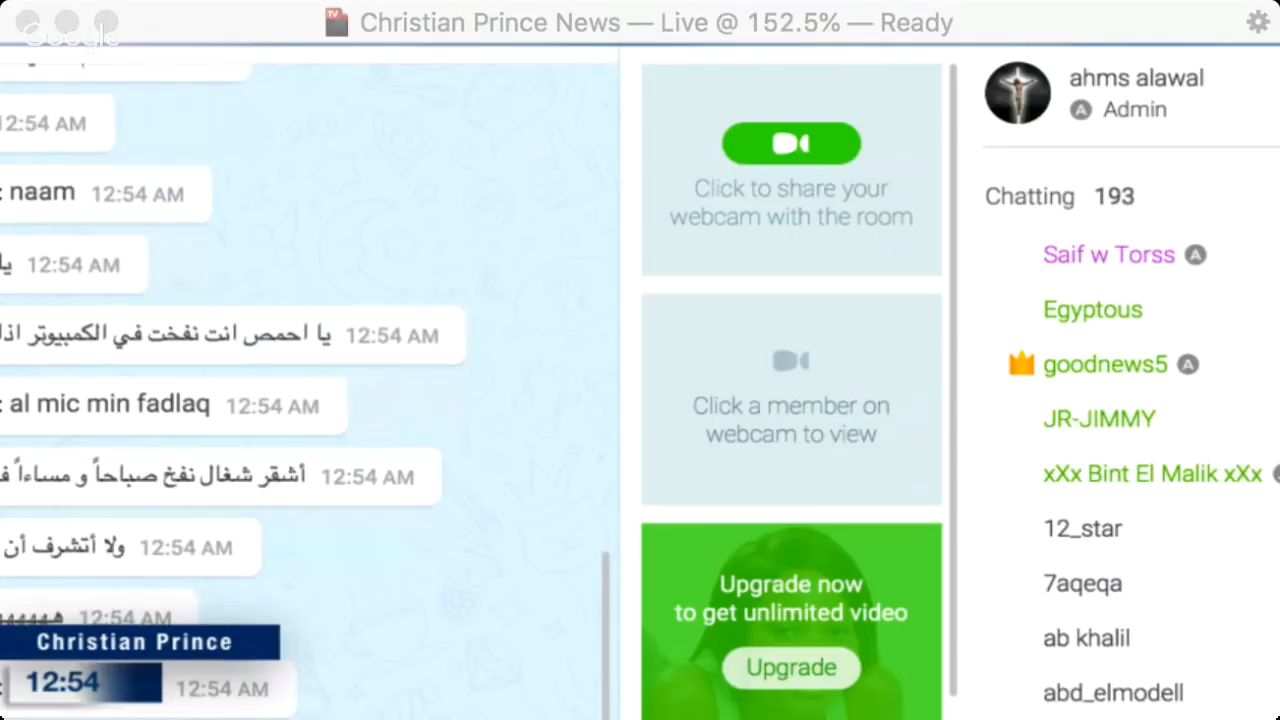 Christian Prince News — Live @ 152.5% — Ready
Google
12:54 AM
: naam 12:54 AM
12:54 AM
يا احمص انت نفخت في الكمبيوتر 12:54 AM
: al mic min fadlaq 12:54 AM
أشقر شغال نفخ صباحاً و مساءاً 12:54 AM
ولا أتشرف أن 12:54 AM
12:54 AM
Christian Prince
12:54
12:54 AM
Click to share your
webcam with the room
Click a member on
webcam to view
Upgrade now
to get unlimited video
Upgrade
ahms alawal
A Admin
Chatting 193
Saif w Torss A
Egyptous
goodnews5 A
JR-JIMMY
xXx Bint El Malik xXx
12_star
7aqeqa
ab khalil
abd_elmodell